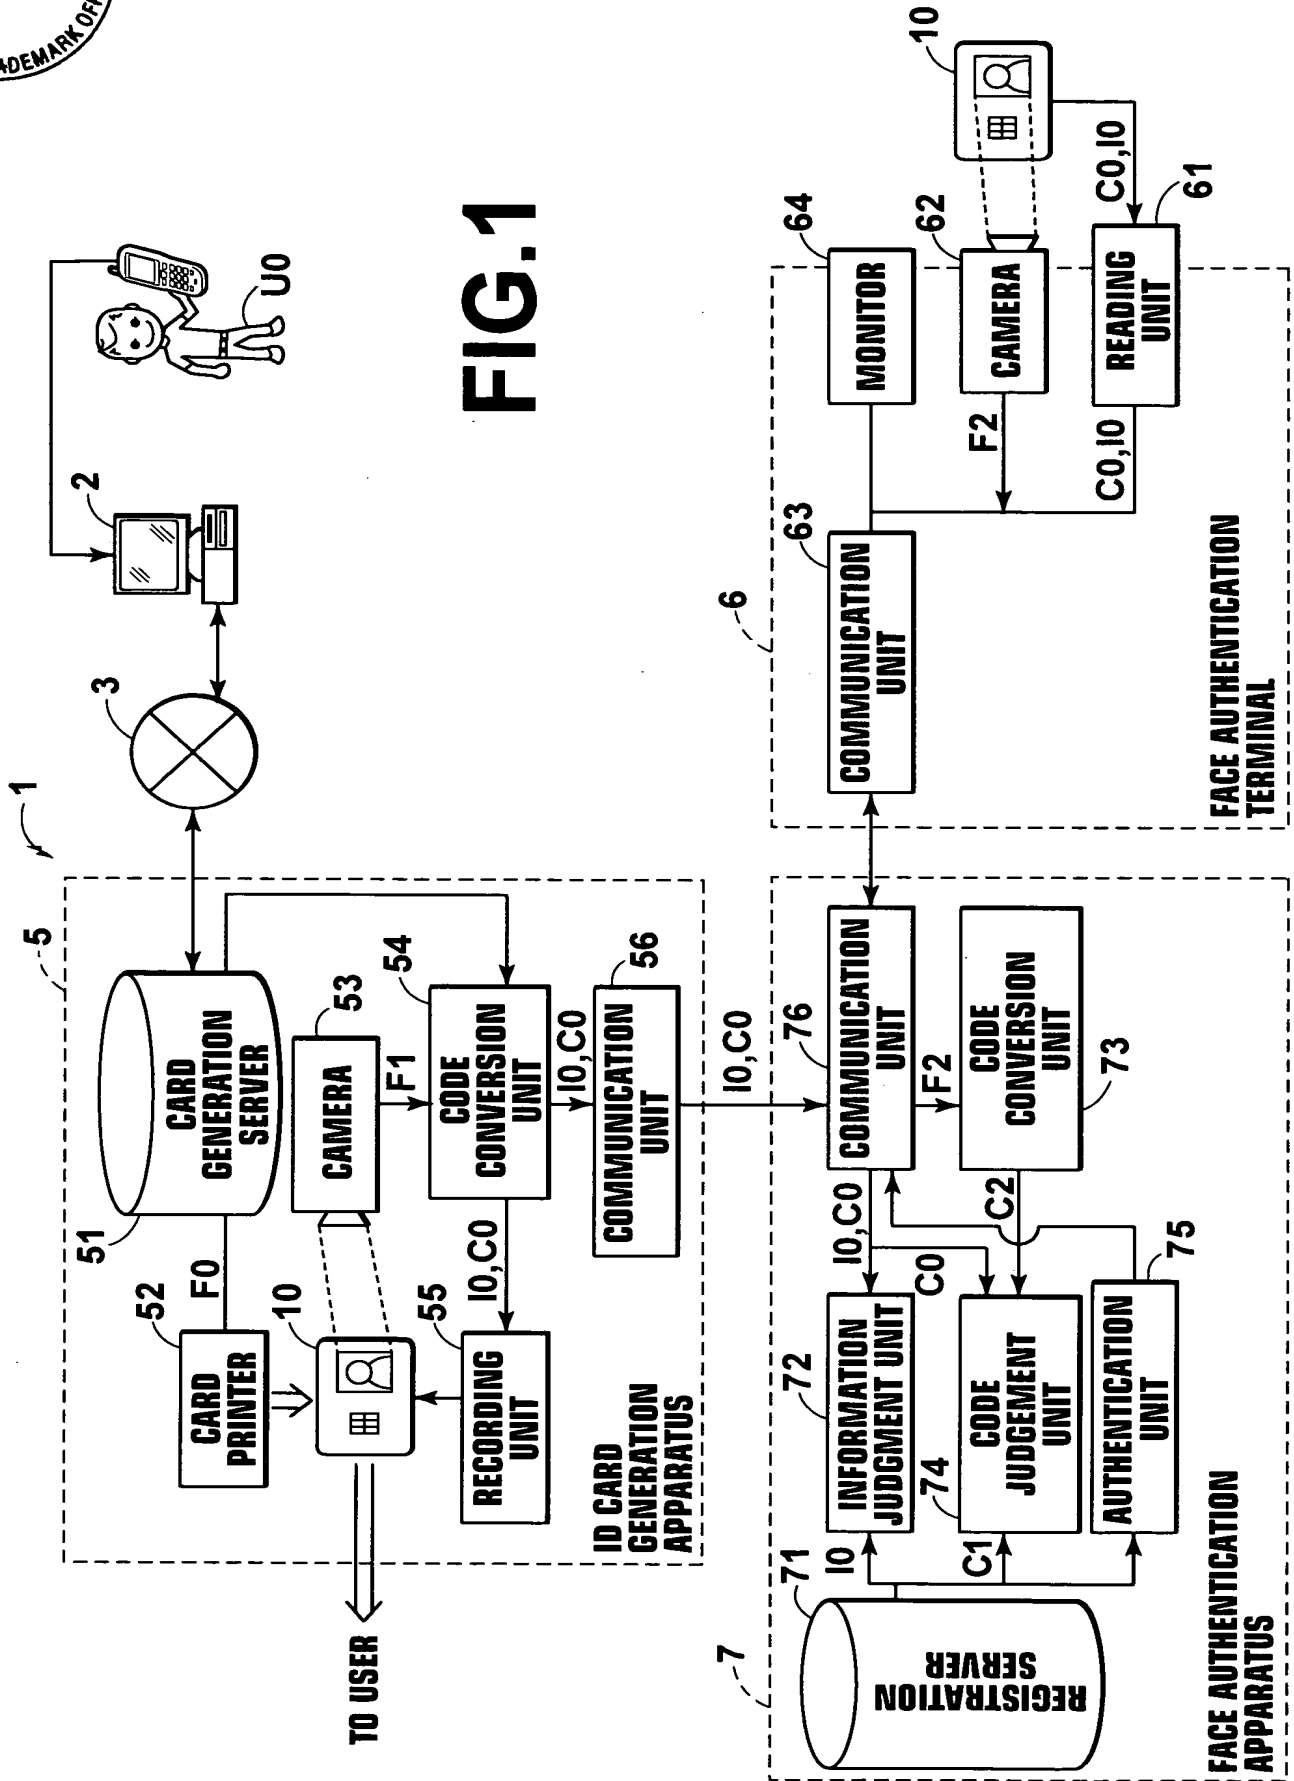 ADEMARK OFF
FIG.1
1
U0
2
3
5
51
CARD
GENERATION
SERVER
F0
52
CARD
PRINTER
10
53
CAMERA
F1
54
CODE
CONVERSION
UNIT
I0,C0
55
RECORDING
UNIT
I0,C0
56
COMMUNICATION
UNIT
ID CARD
GENERATION
APPARATUS
TO USER
I0,C0
7
71
REGISTRATION
SERVER
I0
C1
72
INFORMATION
JUDGMENT UNIT
I0,C0
C0
74
CODE
JUDGEMENT
UNIT
C2
75
AUTHENTICATION
UNIT
76
COMMUNICATION
UNIT
F2
73
CODE
CONVERSION
UNIT
FACE AUTHENTICATION
APPARATUS
6
63
COMMUNICATION
UNIT
64
MONITOR
F2
62
CAMERA
C0,I0
61
READING
UNIT
C0,I0
10
FACE AUTHENTICATION
TERMINAL